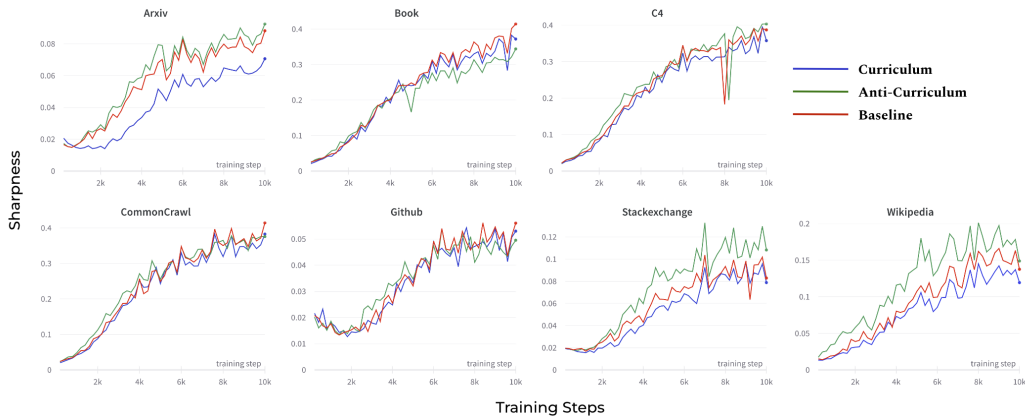 Arxiv
0.08
0.06
0.04
0.02
0
2k
4k
6k
8k
10k
training step
Book
0.4
0.3
0.2
0.1
0
2k
4k
6k
8k
10k
training step
C4
0.4
0.3
0.2
0.1
0
2k
4k
6k
8k
10k
training step
Curriculum
Anti-Curriculum
Baseline
Sharpness
CommonCrawl
0.4
0.3
0.2
0.1
0
2k
4k
6k
8k
10k
training step
Github
0.05
0.04
0.03
0.02
0.01
0
2k
4k
6k
8k
10k
training step
Stackexchange
0.12
0.1
0.08
0.06
0.04
0.02
0
2k
4k
6k
8k
10k
training step
Wikipedia
0.2
0.15
0.1
0.05
0
2k
4k
6k
8k
10k
training step
Training Steps